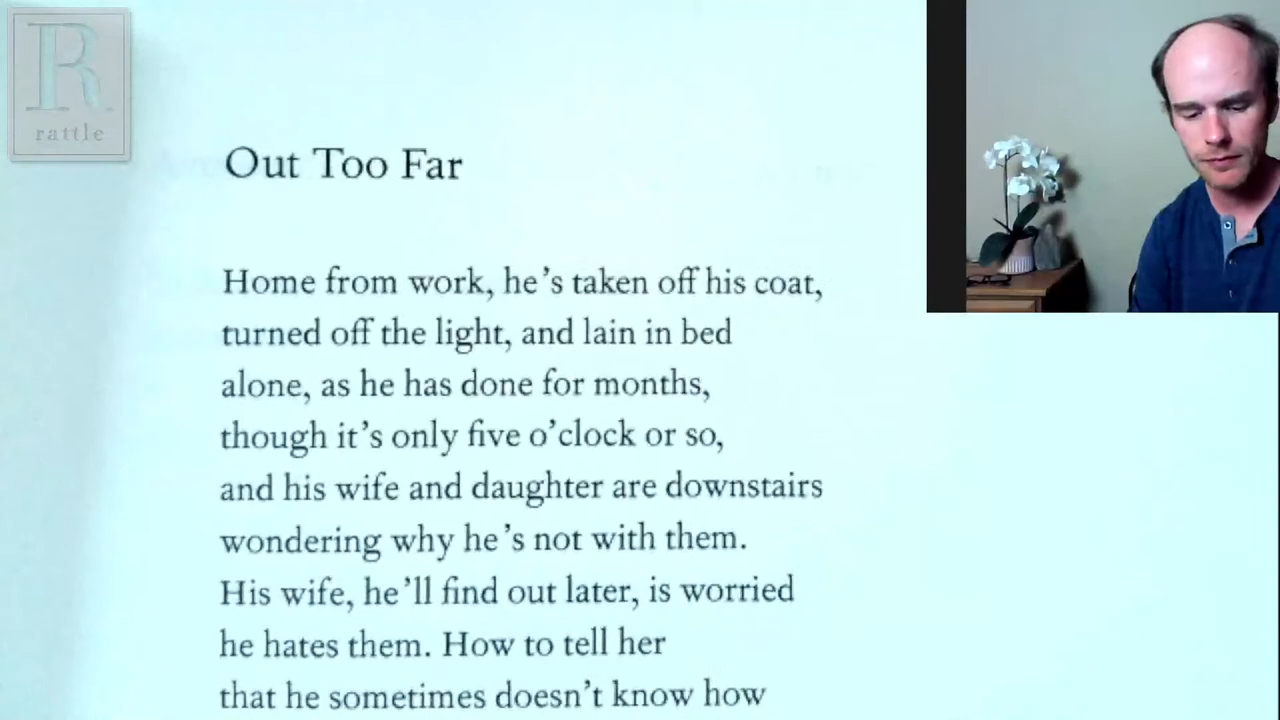 R
rattle
Out Too Far
Home from work, he's taken off his coat,
turned off the light, and lain in bed
alone, as he has done for months,
though it's only five o'clock or so,
and his wife and daughter are downstairs
wondering why he's not with them.
His wife, he'll find out later, is worried
he hates them. How to tell her
that he sometimes doesn't know how